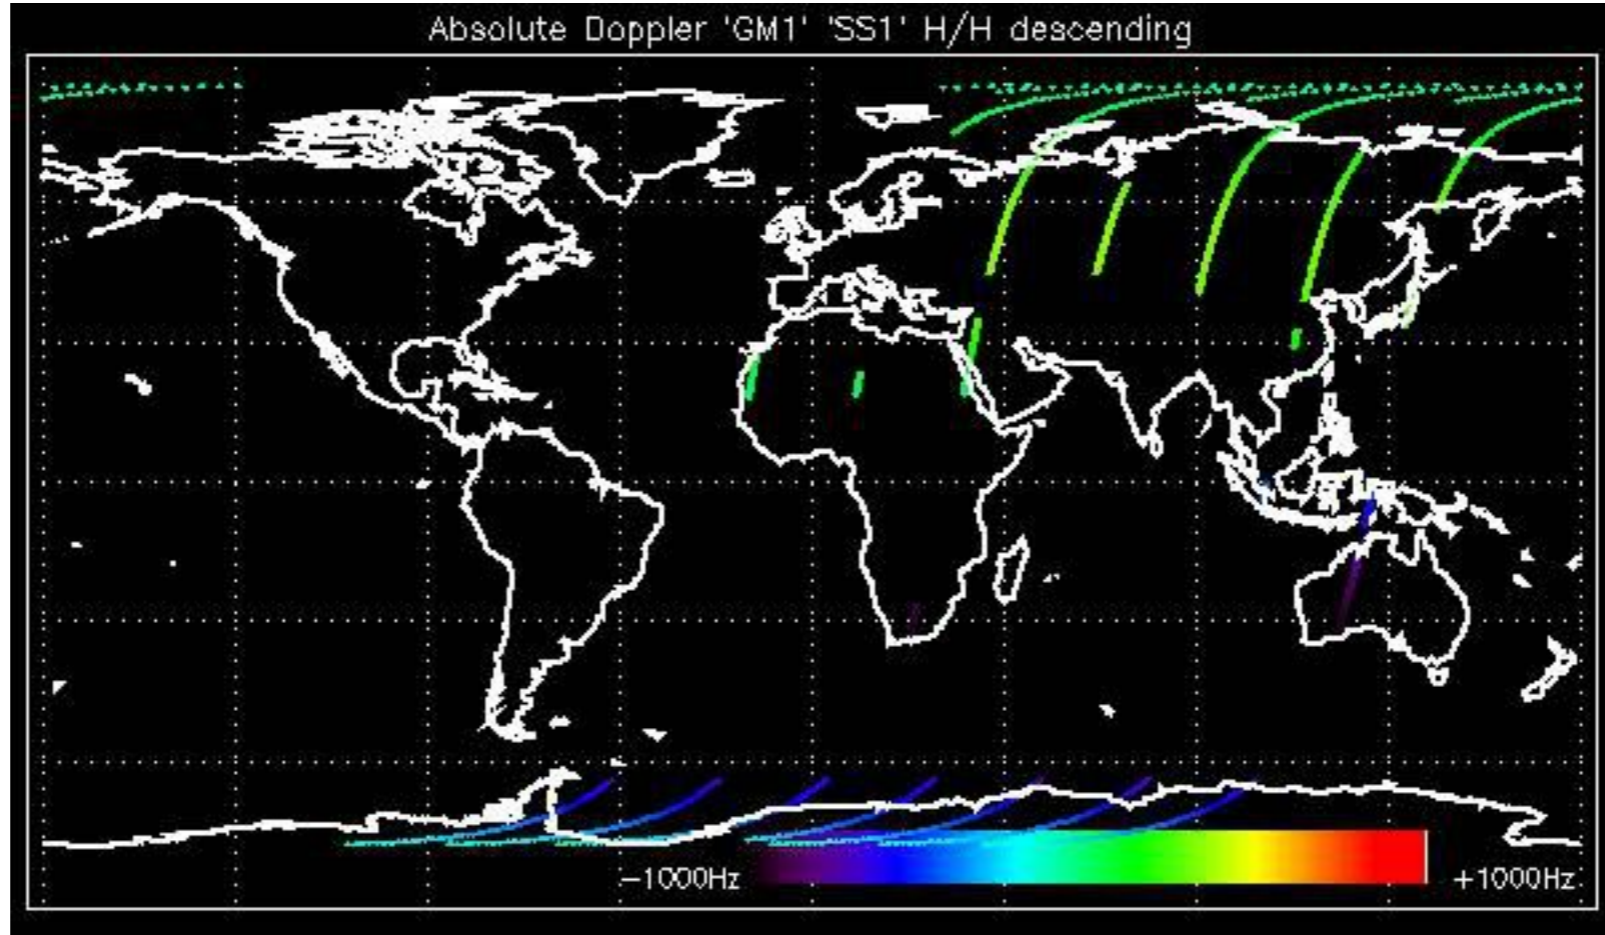 Absolute Doppler 'GM1' 'SS1' H/H descending
−1000Hz
+1000Hz